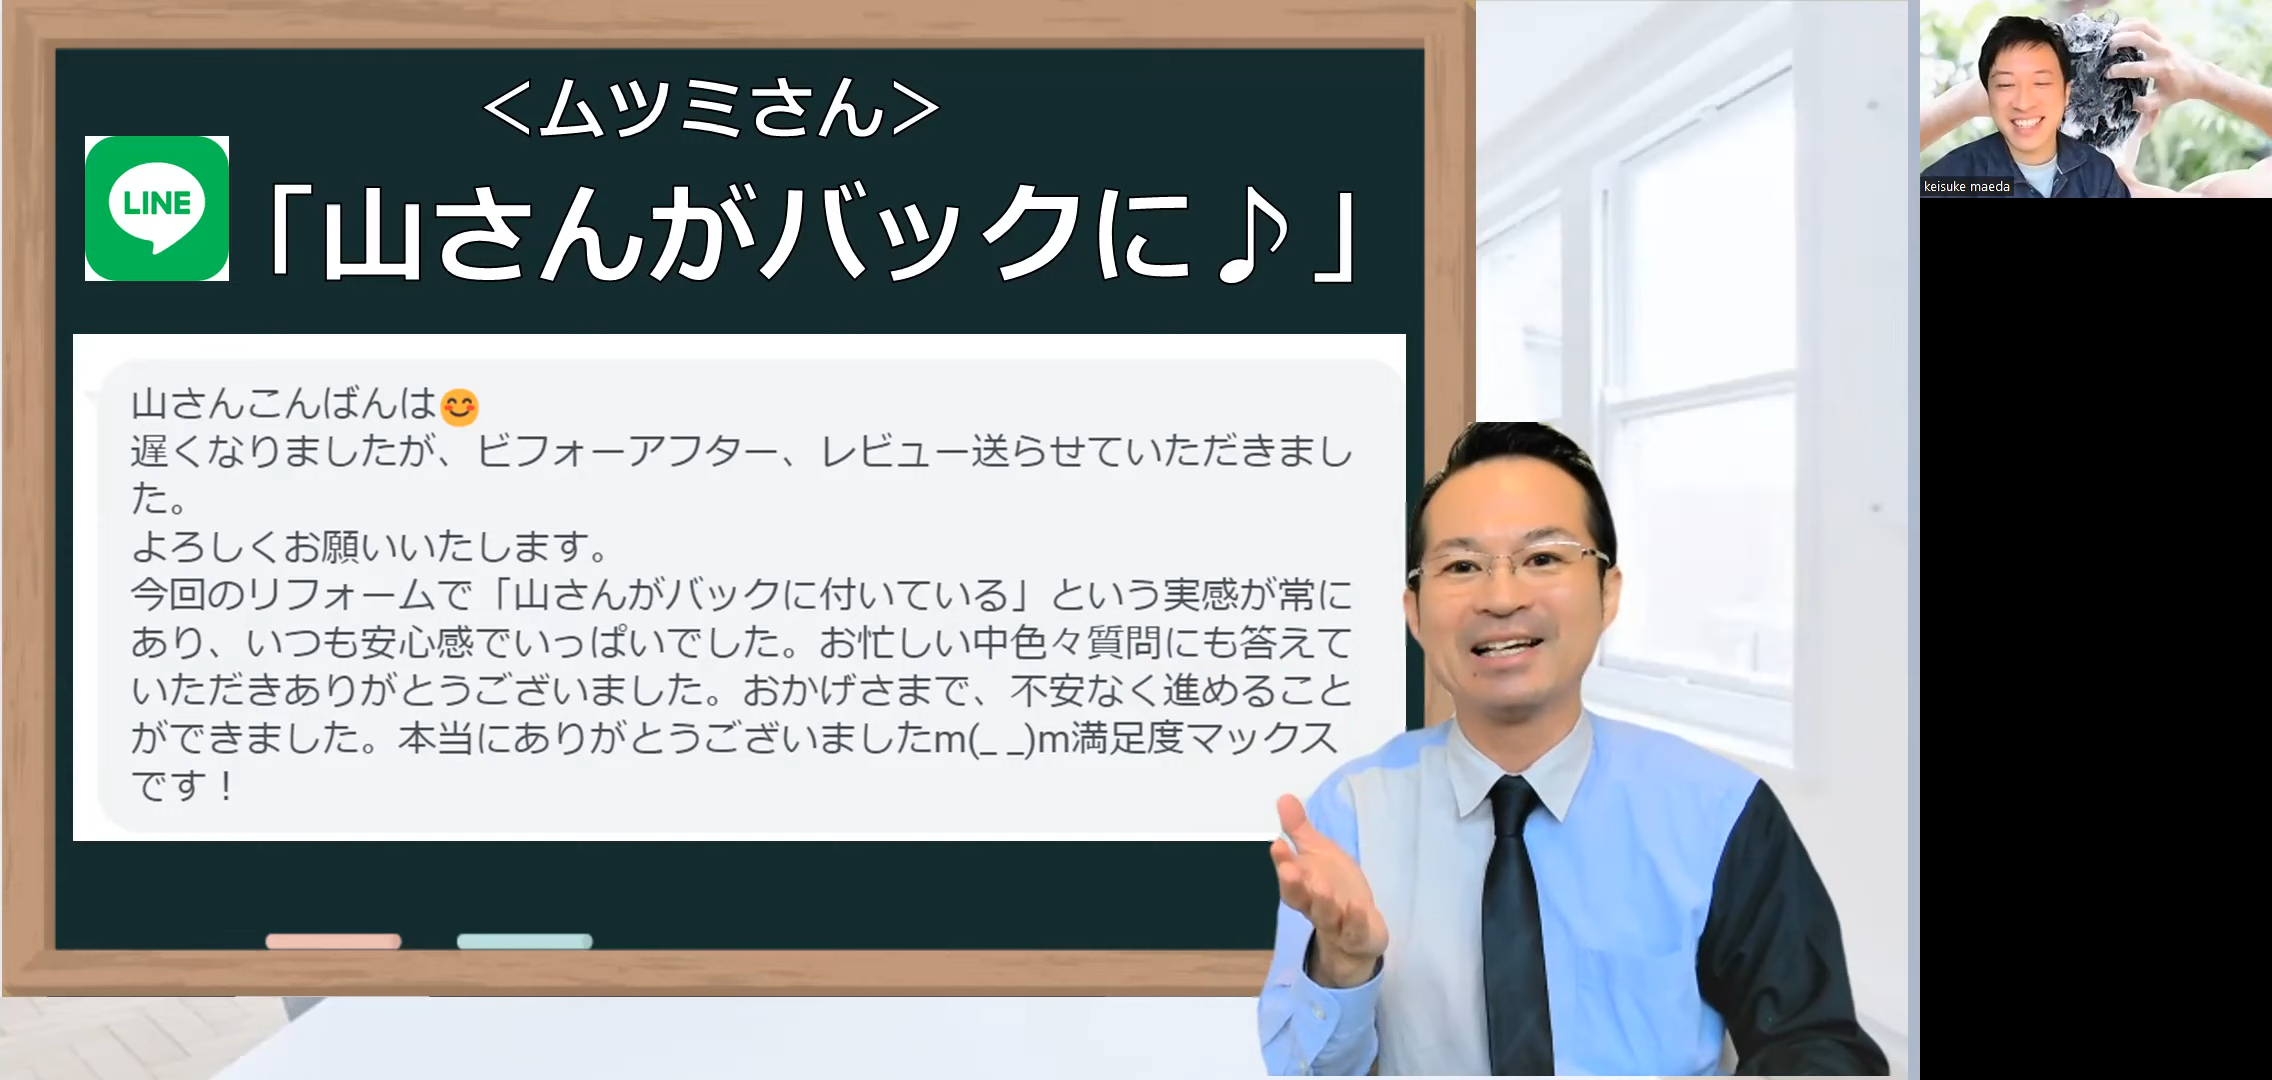 ＜ムツミさん＞
LINE
「山さんがバックに♪」
山さんこんばんは😊
遅くなりましたが、ビフォーアフター、レビュー送らせていただきまし
た。
よろしくお願いいたします。
今回のリフォームで「山さんがバックに付いている」という実感が常に
あり、いつも安心感でいっぱいでした。お忙しい中色々質問にも答えて
いただきありがとうございました。おかげさまで、不安なく進めること
ができました。本当にありがとうございましたm(_ _)m満足度マックス
です！
keisuke maeda